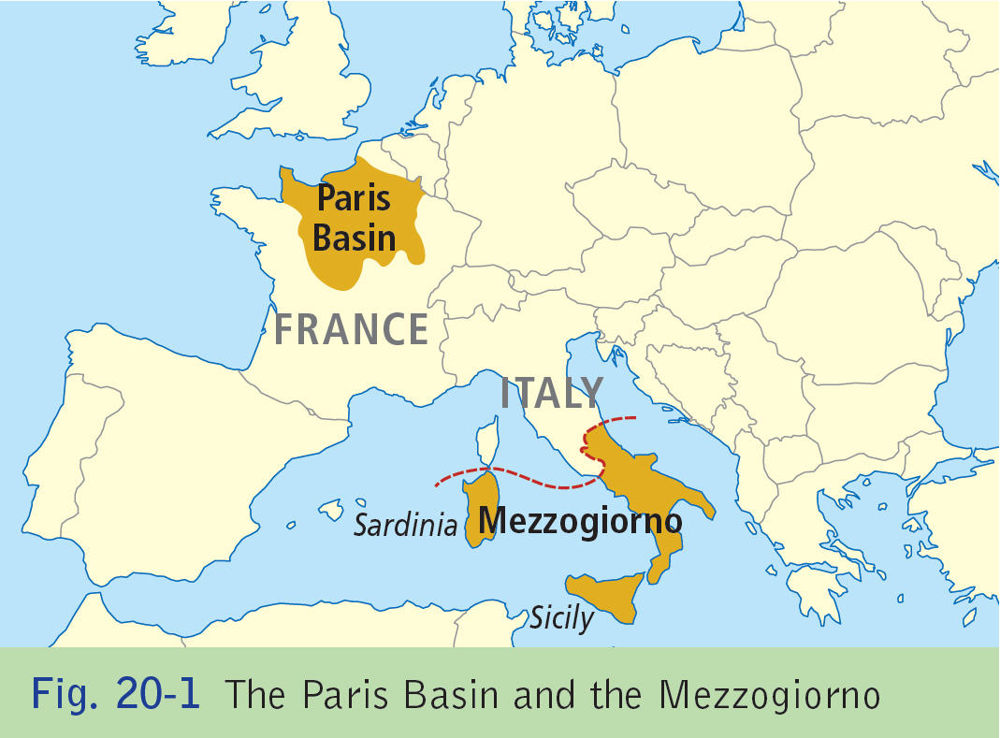 Paris
Basin
FRANCE
ITALY
Sardinia
Mezzogiorno
Sicily
Fig. 20-1 The Paris Basin and the Mezzogiorno